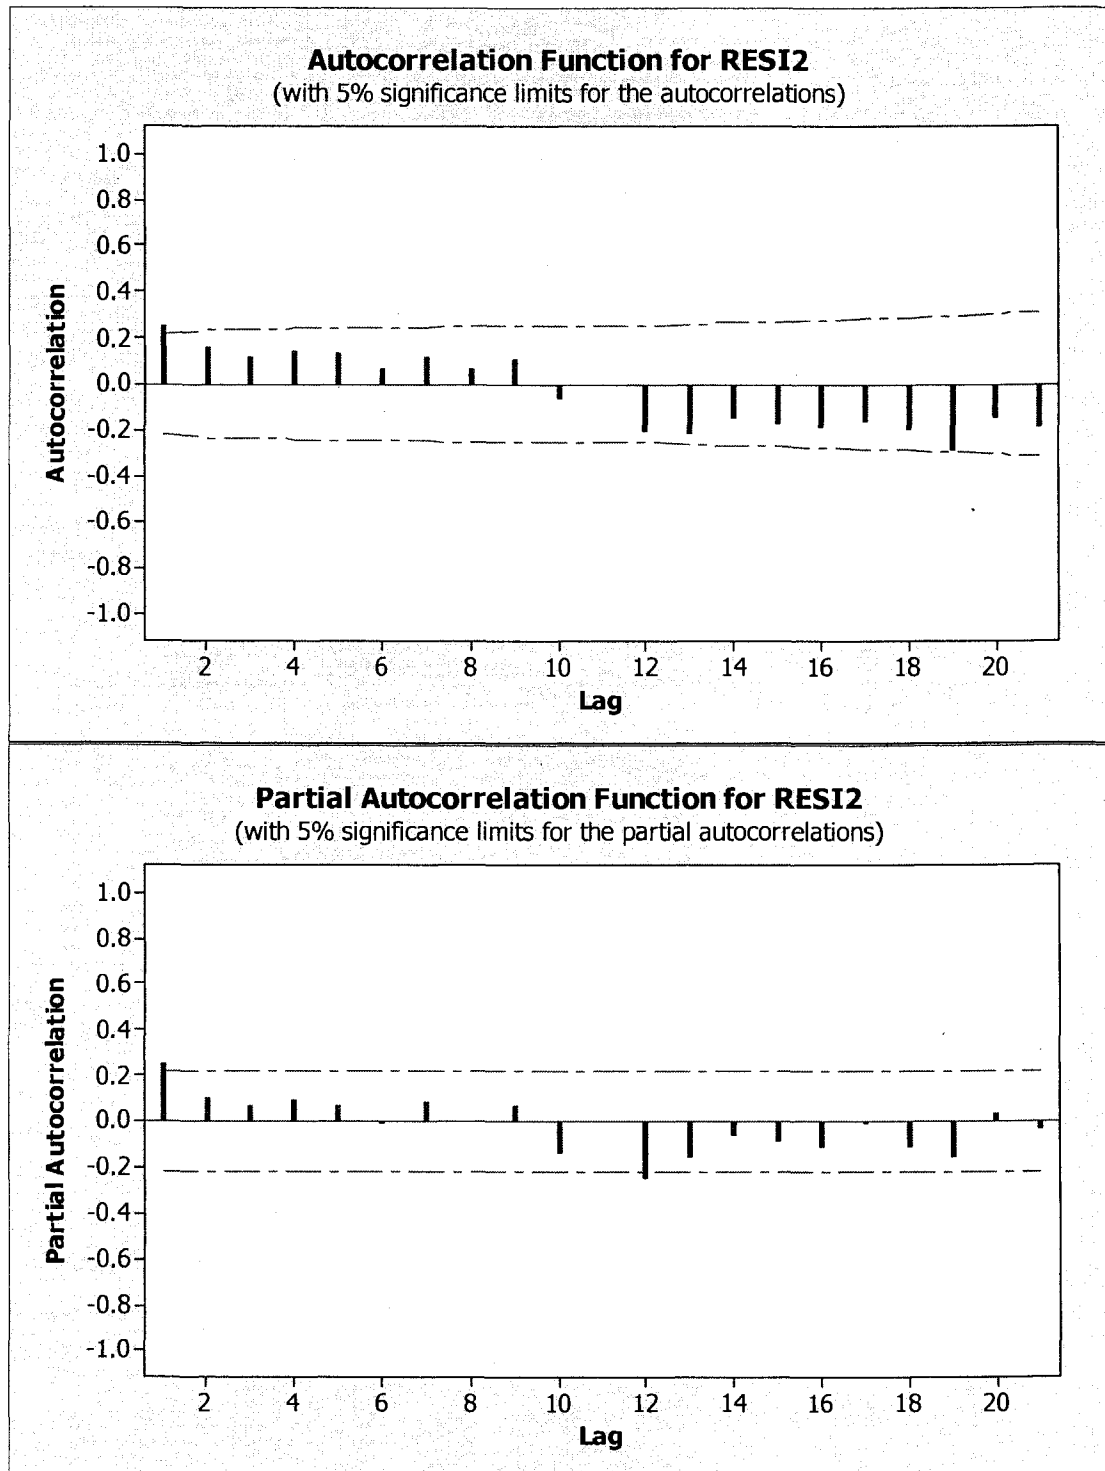 Autocorrelation Function for RESI2
(with 5% significance limits for the autocorrelations)
Autocorrelation
1.0
0.8
0.6
0.4
0.2
0.0
-0.2
-0.4
-0.6
-0.8
-1.0
2 4 6 8 10 12 14 16 18 20
Lag
Partial Autocorrelation Function for RESI2
(with 5% significance limits for the partial autocorrelations)
Partial Autocorrelation
1.0
0.8
0.6
0.4
0.2
0.0
-0.2
-0.4
-0.6
-0.8
-1.0
2 4 6 8 10 12 14 16 18 20
Lag